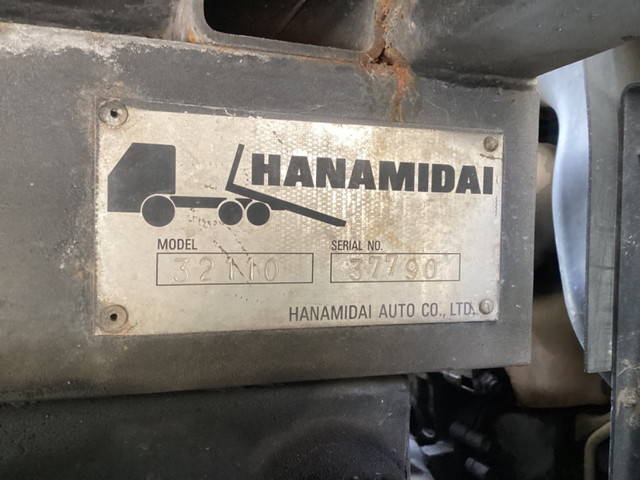 HANAMIDAI
MODEL
SERIAL NO.
32110
37790
HANAMIDAI AUTO CO., LTD.